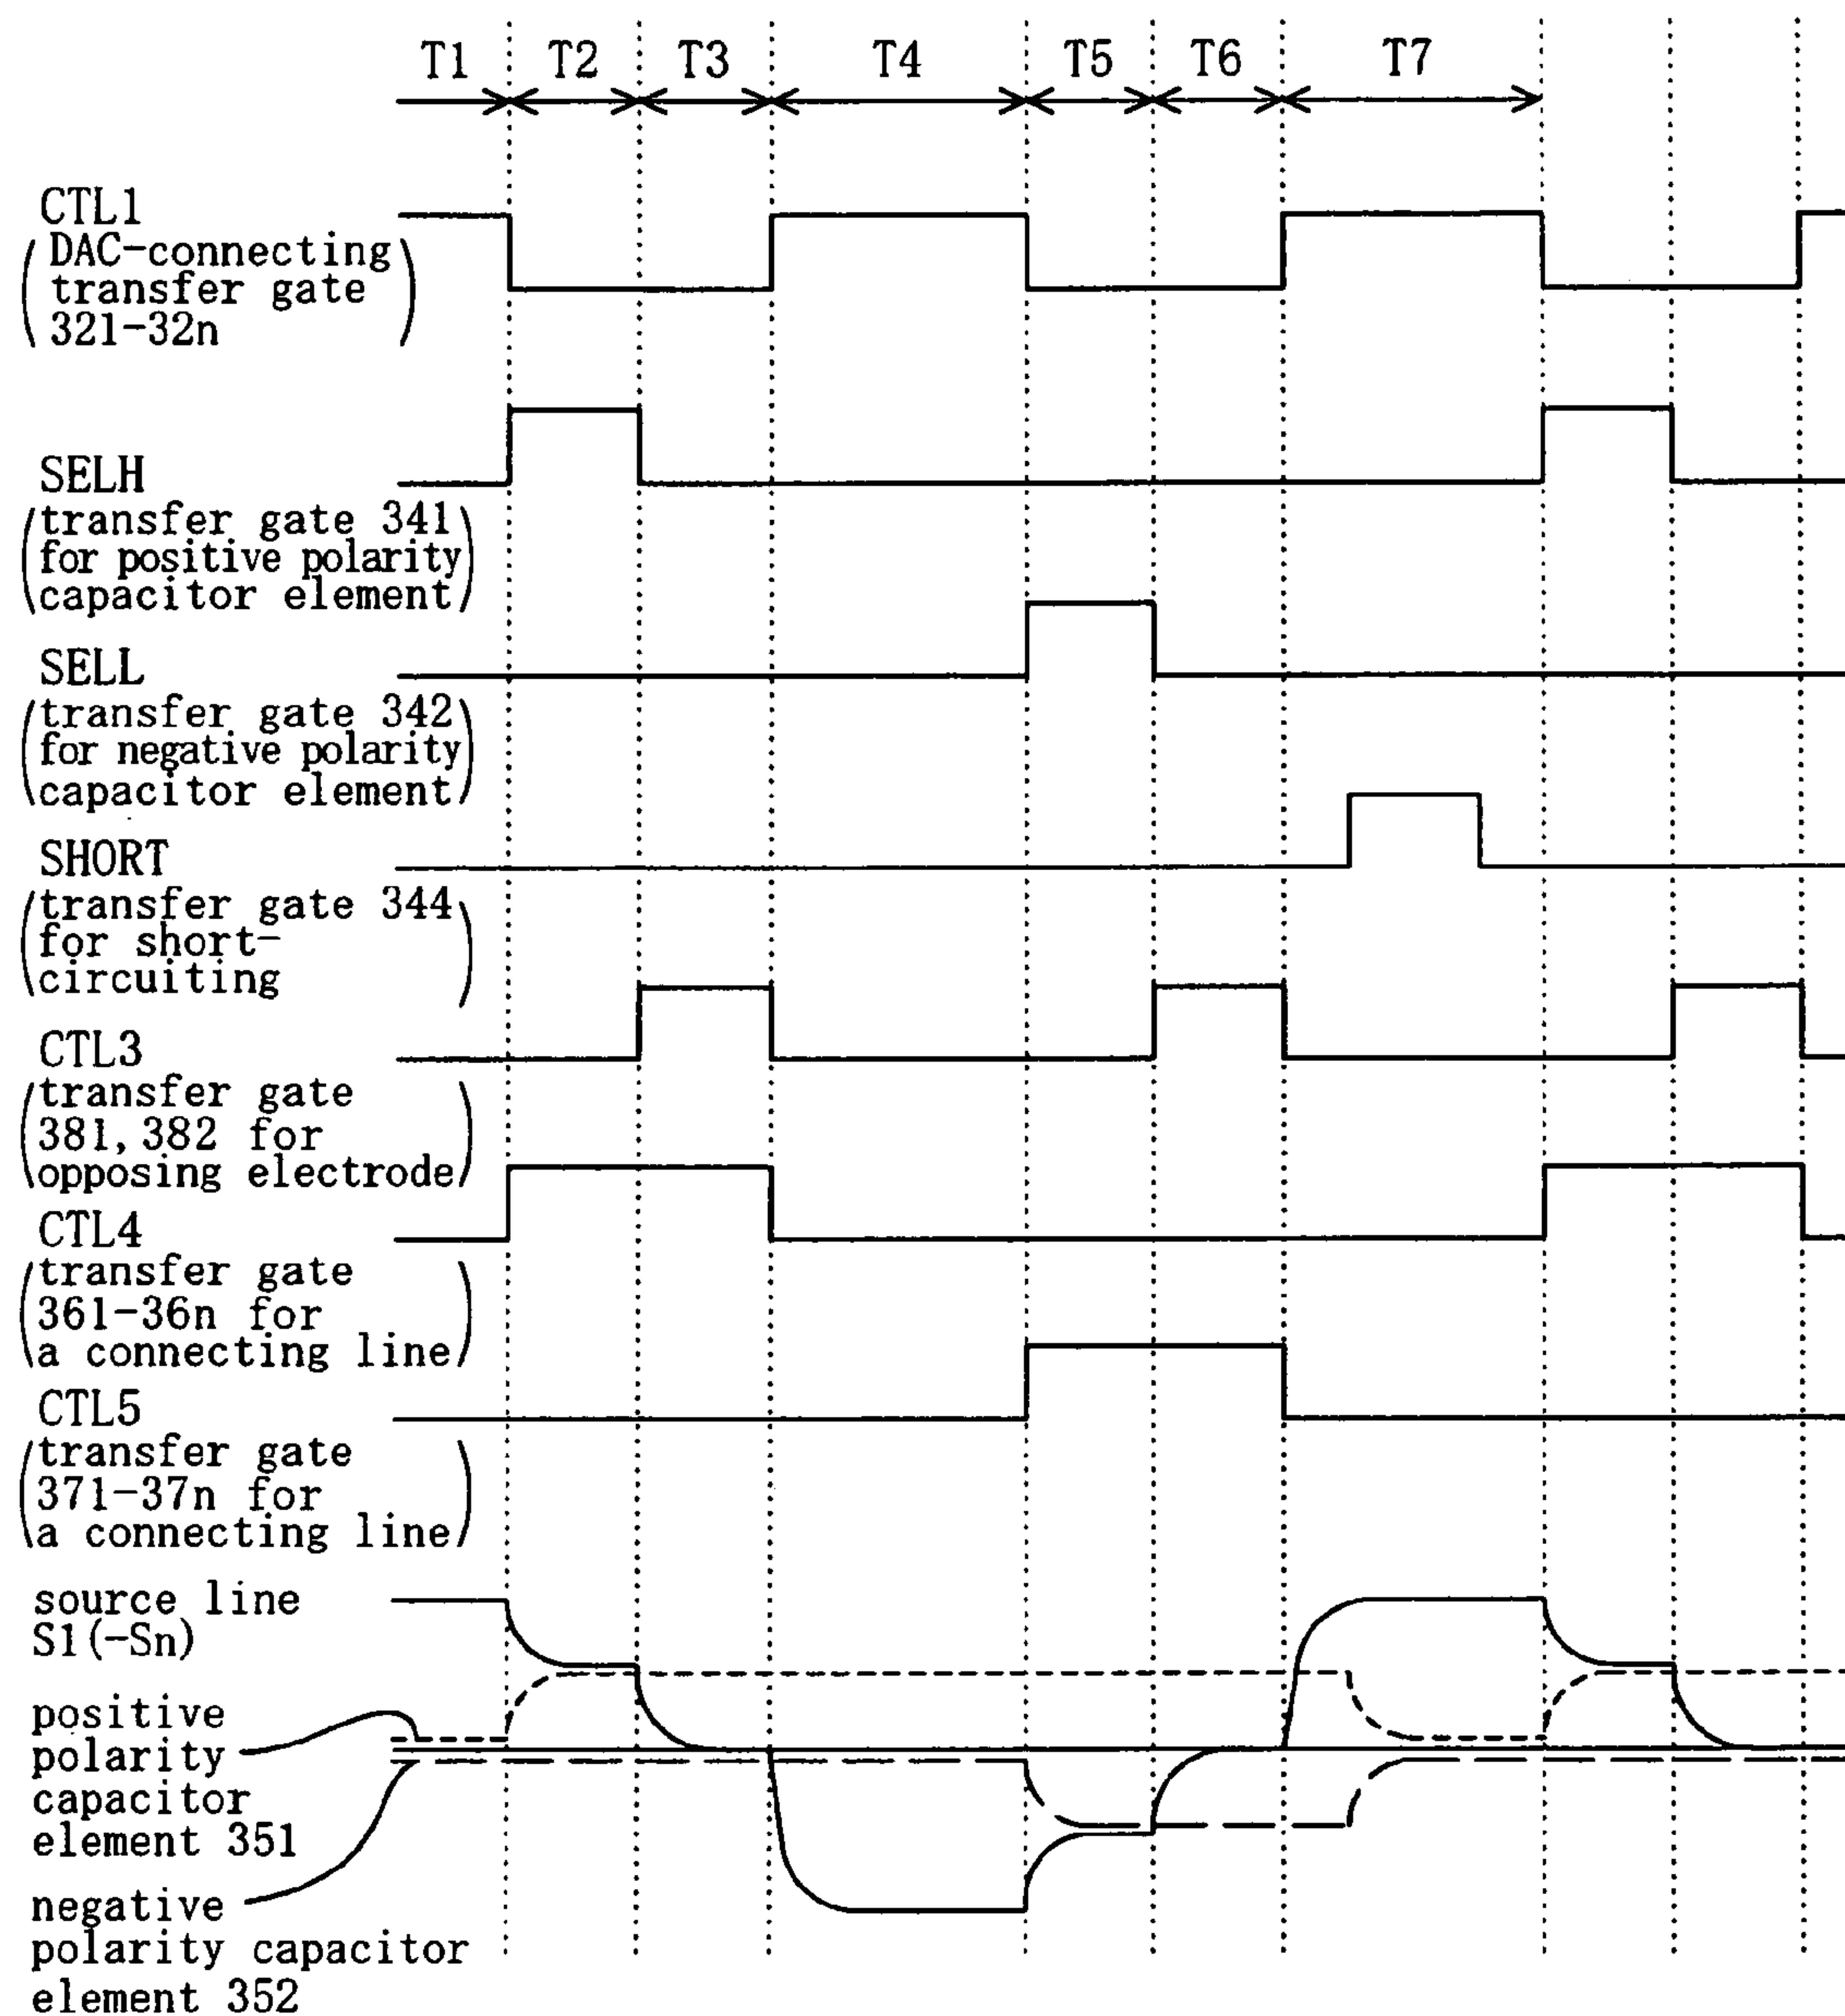 T1 T2 T3 T4 T5 T6 T7
CTL1
DAC-connecting
transfer gate
321-32n
SELH
transfer gate 341
for positive polarity
capacitor element
SELL
transfer gate 342
for negative polarity
capacitor element
SHORT
transfer gate 344
for short-
circuiting
CTL3
transfer gate
381,382 for
opposing electrode
CTL4
transfer gate
361-36n for
a connecting line
CTL5
transfer gate
371-37n for
a connecting line
source line
S1(-Sn)
positive
polarity
capacitor
element 351
negative
polarity capacitor
element 352